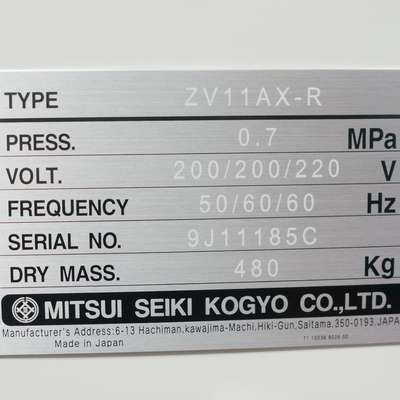 TYPE ZV11AX-R
PRESS. 0.7 MPa
VOLT. 200/200/220 V
FREQUENCY 50/60/60 Hz
SERIAL NO. 9J11185C
DRY MASS. 480 Kg
MITSUI SEIKI KOGYO CO.,LTD.
Manufacturer's Address:6-13 Hachiman,kawajima-Machi,Hiki-Gun,Saitama,350-0193,JAPA
Made in Japan